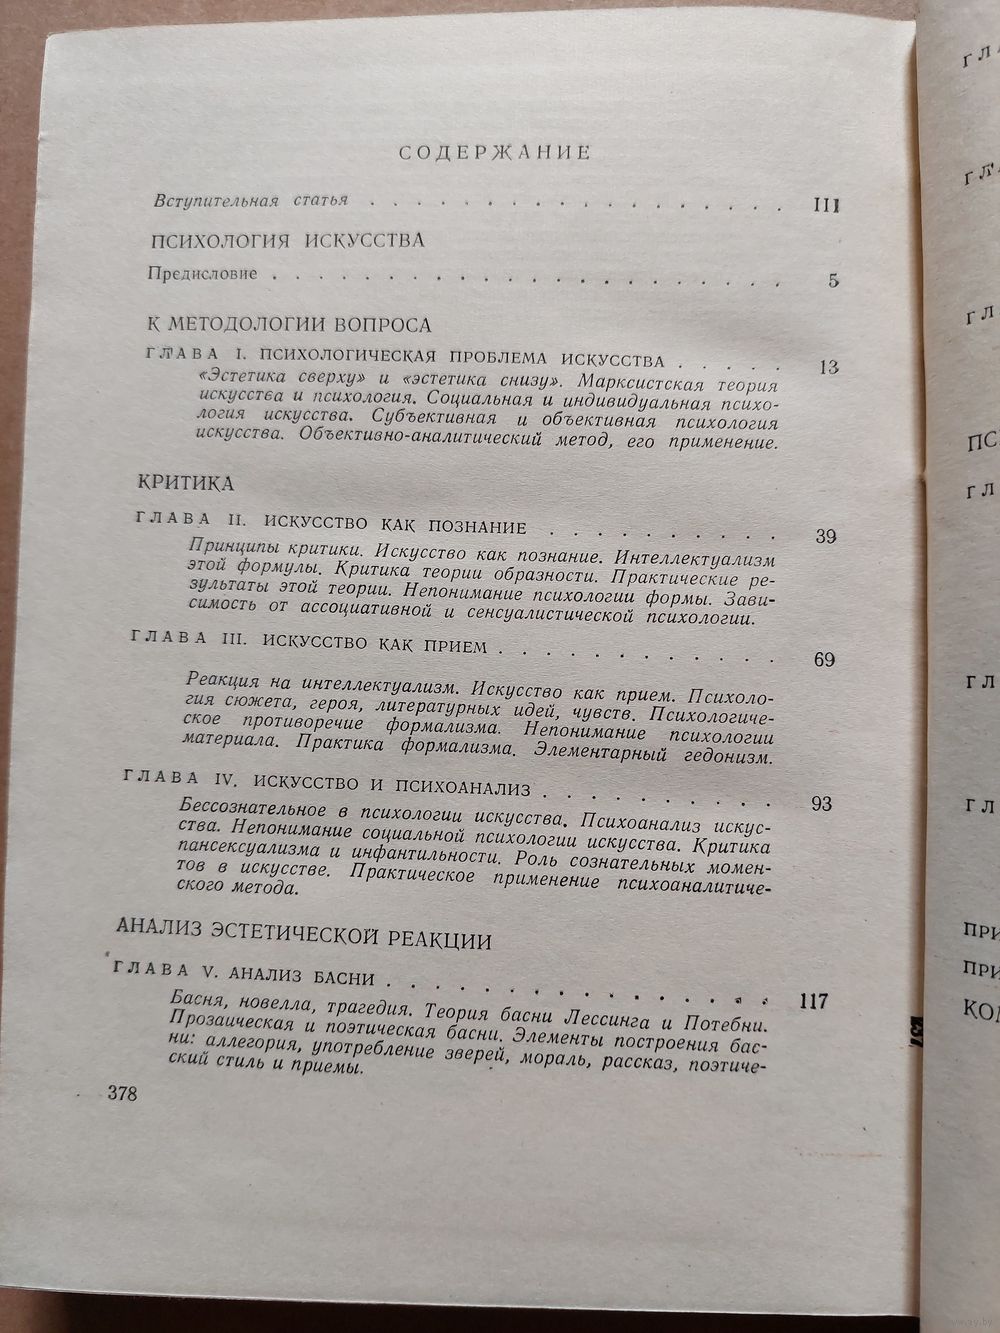 СОДЕРЖАНИЕ
Вступительная статья . . . . . . . . . . . . . . . III
ПСИХОЛОГИЯ ИСКУССТВА
Предисловие . . . . . . . . . . . . . . . . . . 5
К МЕТОДОЛОГИИ ВОПРОСА
ГЛАВА I. ПСИХОЛОГИЧЕСКАЯ ПРОБЛЕМА ИСКУССТВА . . . . . 13
«Эстетика сверху» и «эстетика снизу». Марксистская теория
искусства и психология. Социальная и индивидуальная психо-
логия искусства. Субъективная и объективная психология
искусства. Объективно-аналитический метод, его применение.
КРИТИКА
ГЛАВА II. ИСКУССТВО КАК ПОЗНАНИЕ . . . . . . . . . . 39
Принципы критики. Искусство как познание. Интеллектуализм
этой формулы. Критика теории образности. Практические ре-
зультаты этой теории. Непонимание психологии формы. Зави-
симость от ассоциативной и сенсуалистической психологии.
ГЛАВА III. ИСКУССТВО КАК ПРИЕМ . . . . . . . . . . 69
Реакция на интеллектуализм. Искусство как прием. Психоло-
гия сюжета, героя, литературных идей, чувств. Психологиче-
ское противоречие формализма. Непонимание психологии
материала. Практика формализма. Элементарный гедонизм.
ГЛАВА IV. ИСКУССТВО И ПСИХОАНАЛИЗ . . . . . . . . . 93
Бессознательное в психологии искусства. Психоанализ искус-
ства. Непонимание социальной психологии искусства. Критика
пансексуализма и инфантильности. Роль сознательных момен-
тов в искусстве. Практическое применение психоаналитиче-
ского метода.
АНАЛИЗ ЭСТЕТИЧЕСКОЙ РЕАКЦИИ
ГЛАВА V. АНАЛИЗ БАСНИ . . . . . . . . . . . . . . 117
Басня, новелла, трагедия. Теория басни Лессинга и Потебни.
Прозаическая и поэтическая басни. Элементы построения бас-
ни: аллегория, употребление зверей, мораль, рассказ, поэтиче-
ский стиль и приемы.
378